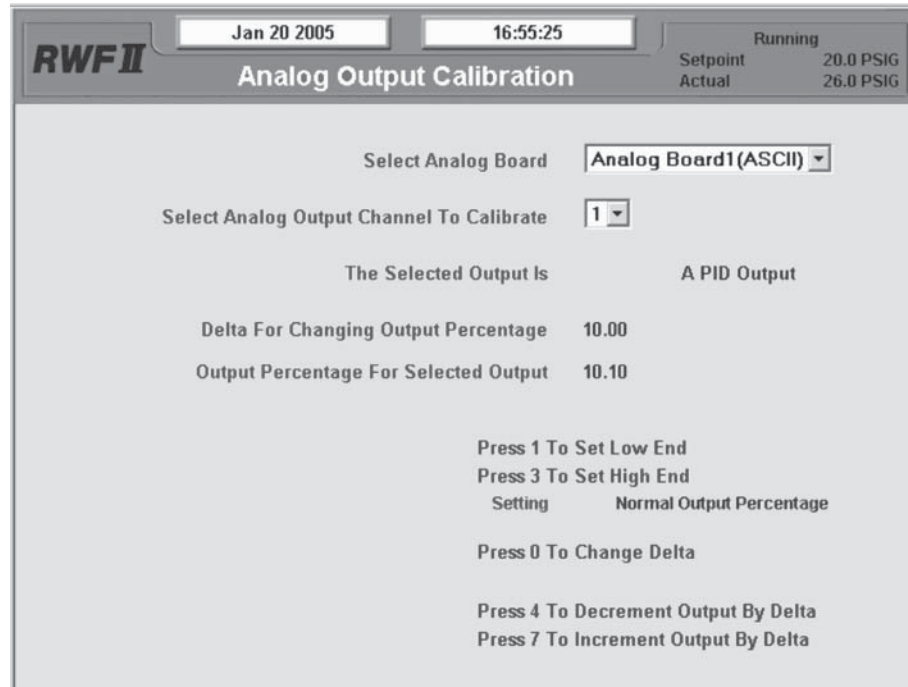 RWF II
Jan 20 2005
16:55:25
Analog Output Calibration
Running
Setpoint 20.0 PSIG
Actual 26.0 PSIG
Select Analog Board Analog Board1(ASCII)
Select Analog Output Channel To Calibrate 1
The Selected Output Is A PID Output
Delta For Changing Output Percentage 10.00
Output Percentage For Selected Output 10.10
Press 1 To Set Low End
Press 3 To Set High End
Setting Normal Output Percentage
Press 0 To Change Delta
Press 4 To Decrement Output By Delta
Press 7 To Increment Output By Delta